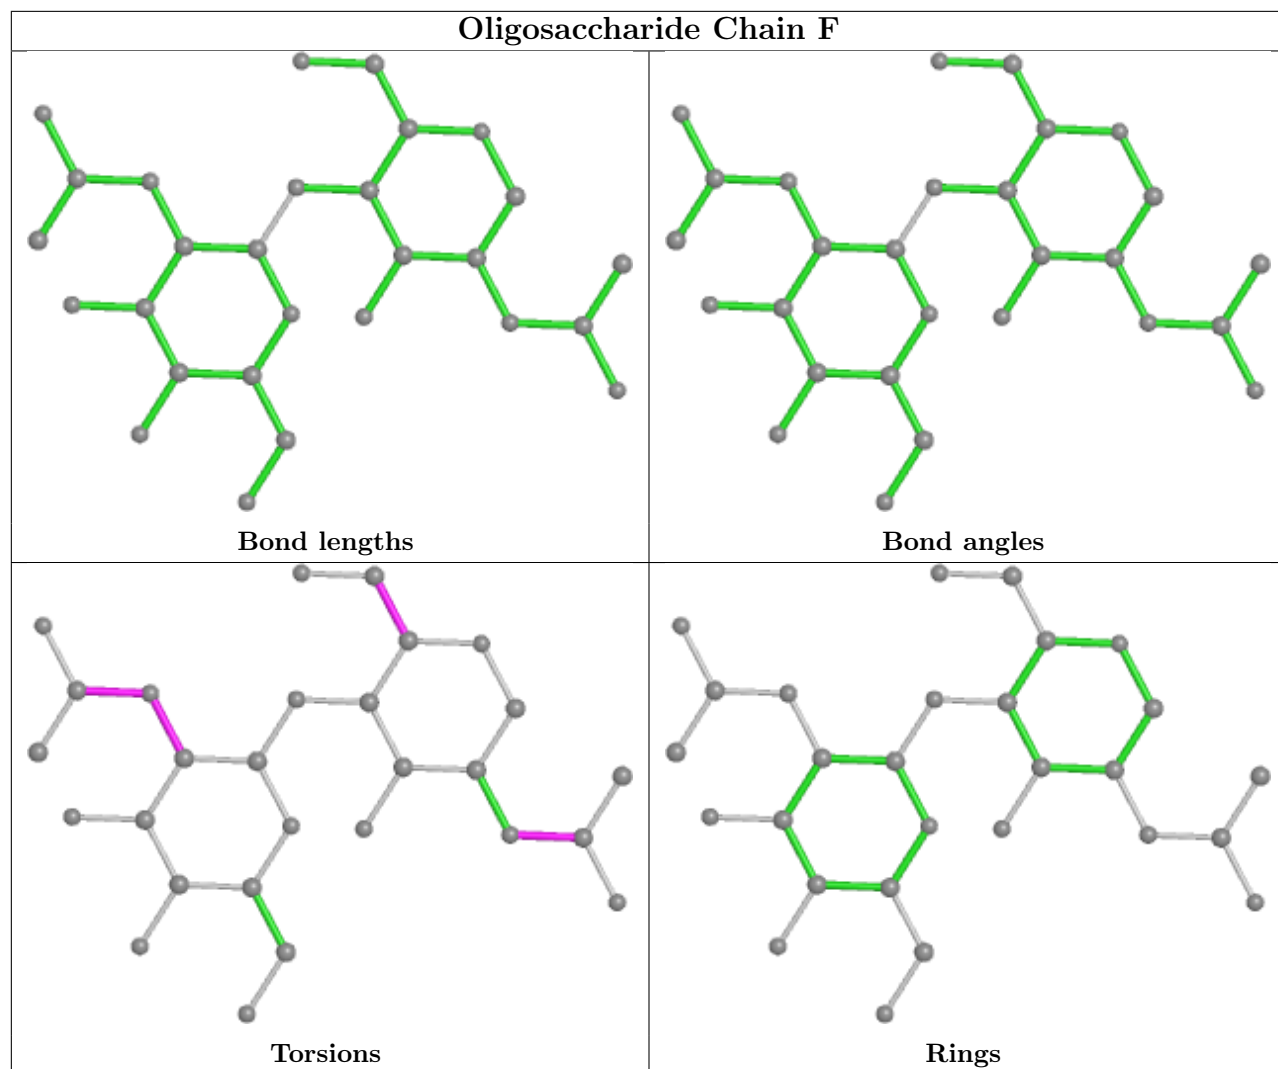 Oligosaccharide Chain F
Bond lengths
Bond angles
Torsions
Rings